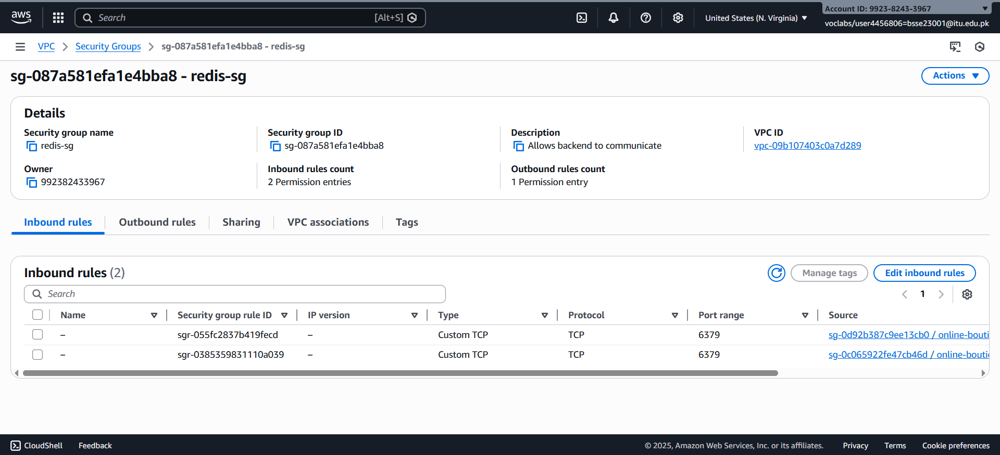 aws
Search [Alt+S]
United States (N. Virginia)
Account ID: 9923-8243-3967
voclabs/user4456806=bsse23001@itu.edu.pk
VPC Security Groups sg-087a581efa1e4bba8 - redis-sg
sg-087a581efa1e4bba8 - redis-sg
Actions
Details
Security group name
redis-sg
Security group ID
sg-087a581efa1e4bba8
Description
Allows backend to communicate
VPC ID
vpc-09b107403c0a7d289
Owner
992382433967
Inbound rules count
2 Permission entries
Outbound rules count
1 Permission entry
Inbound rules Outbound rules Sharing VPC associations Tags
Inbound rules (2)
Manage tags Edit inbound rules
Search
1
Name Security group rule ID IP version Type Protocol Port range Source
– sgr-055fc2837b419fecd – Custom TCP TCP 6379 sg-0d92b387c9ee13cb0 / online-bouti
– sgr-0385359831110a039 – Custom TCP TCP 6379 sg-0c065922fe47cb46d / online-bouti
CloudShell Feedback © 2025, Amazon Web Services, Inc. or its affiliates. Privacy Terms Cookie preferences